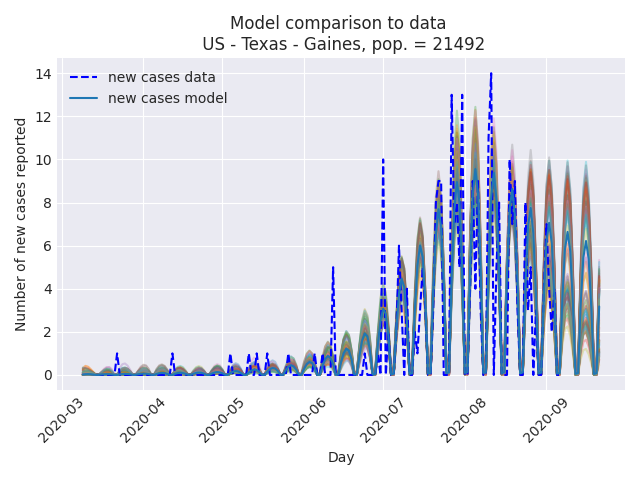 Model comparison to data
US - Texas - Gaines, pop. = 21492
new cases data
new cases model
Number of new cases reported
14
12
10
8
6
4
2
0
2020-03
2020-04
2020-05
2020-06
2020-07
2020-08
2020-09
Day